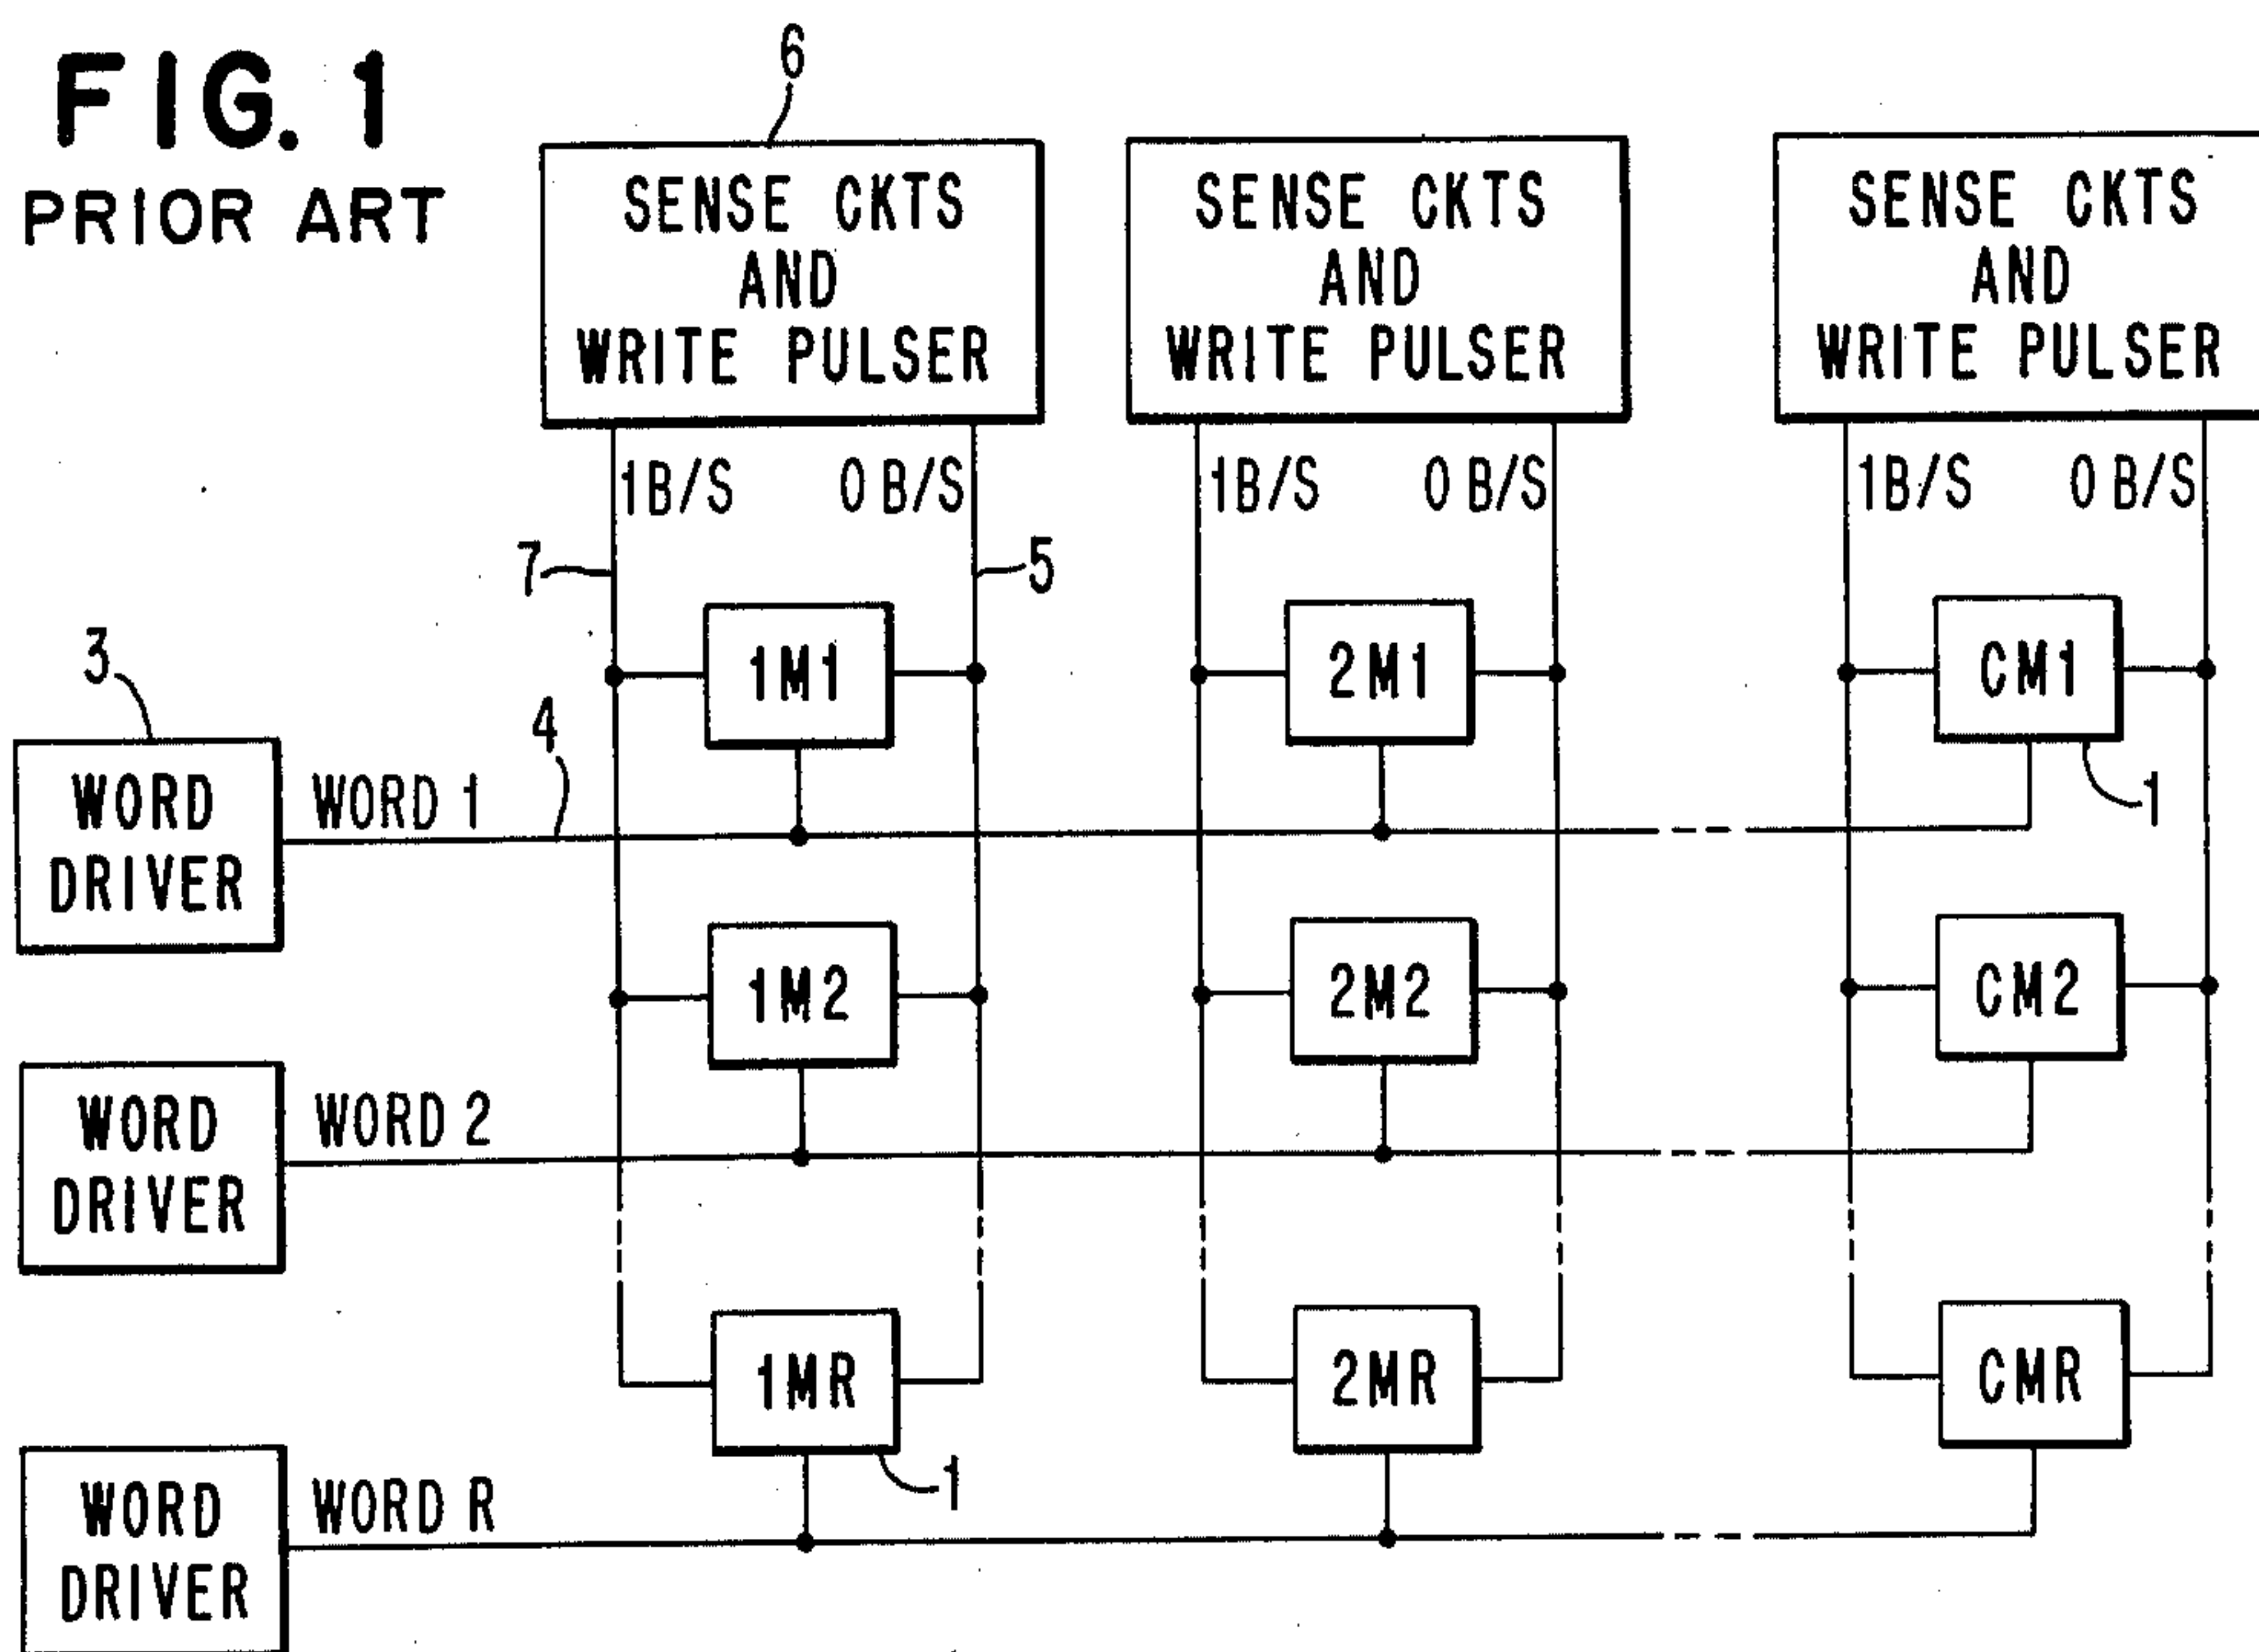 FIG. 1
PRIOR ART
6
SENSE CKTS
AND
WRITE PULSER
SENSE CKTS
AND
WRITE PULSER
SENSE CKTS
AND
WRITE PULSER
1B/S 0 B/S
1B/S 0 B/S
1B/S 0 B/S
7
5
3
4
1M1
2M1
CM1
1
WORD
DRIVER
WORD 1
1M2
2M2
CM2
WORD
DRIVER
WORD 2
1MR
2MR
CMR
1
WORD
DRIVER
WORD R